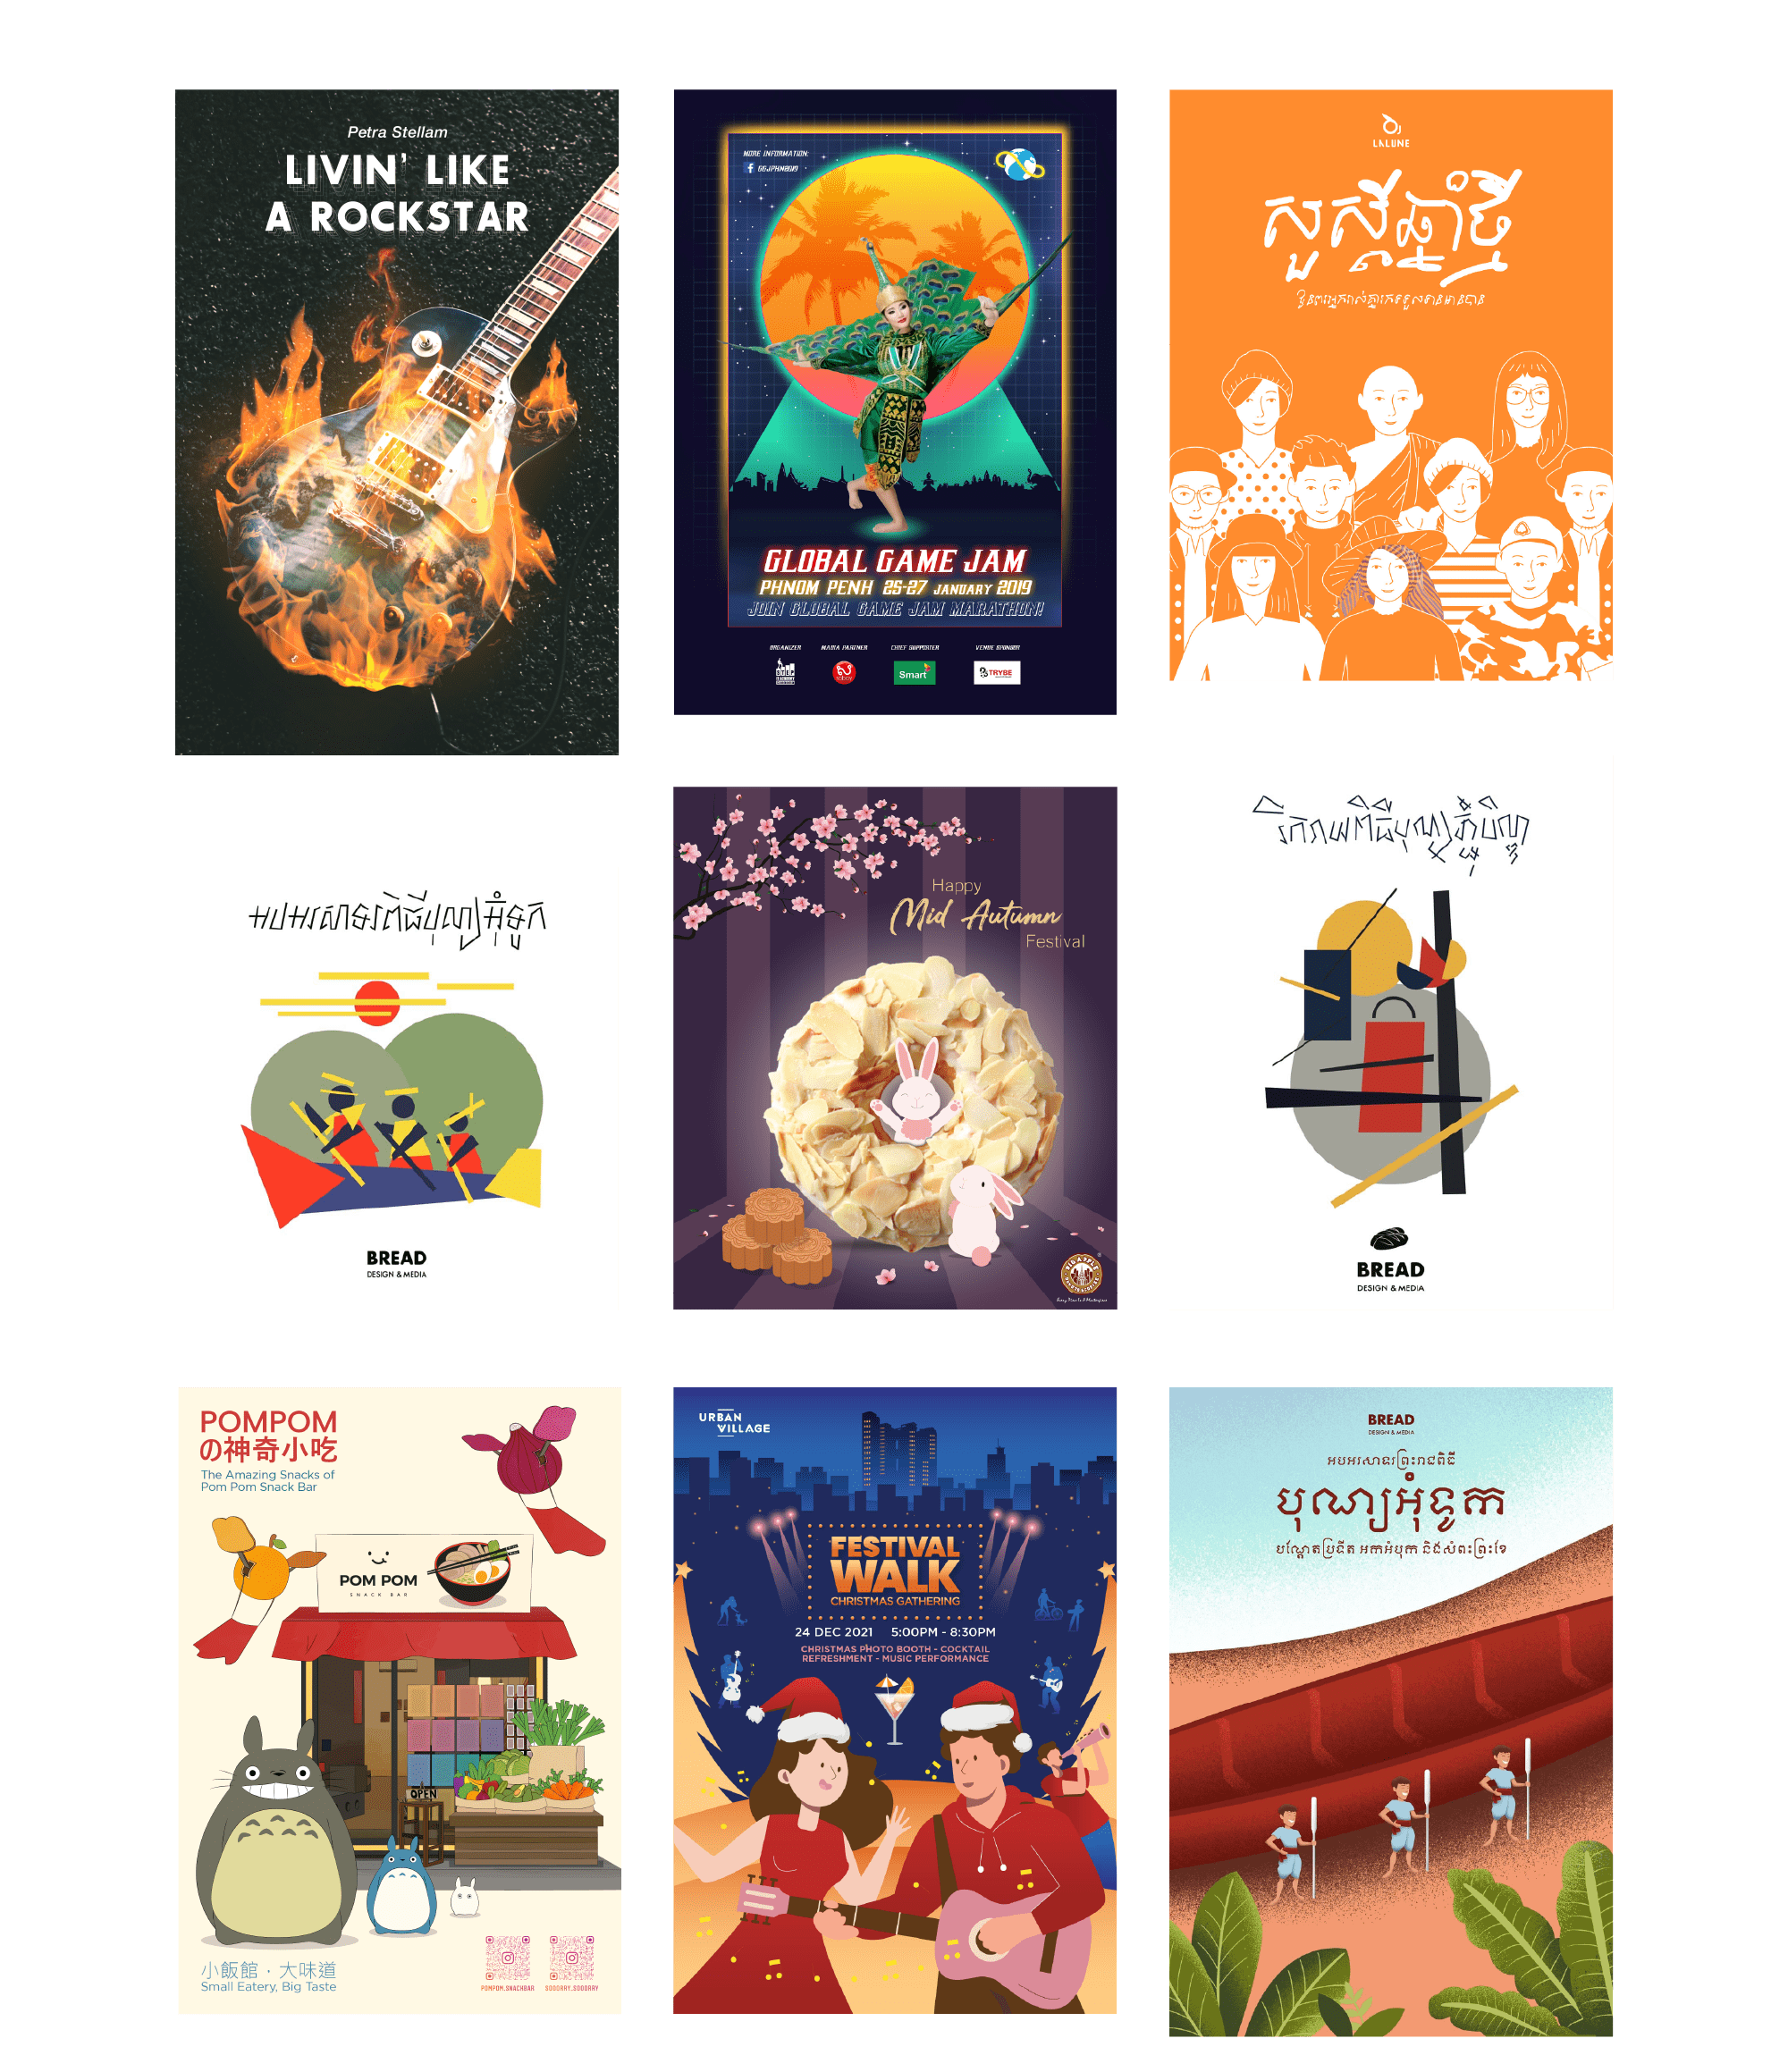 Petra Stellam
LIVIN' LIKE
A ROCKSTAR
MORE INFORMATION:
GGJPHN2019
GLOBAL GAME JAM
PHNOM PENH 25-27 JANUARY 2019
JOIN GLOBAL GAME JAM MARATHON!
ORGANIZER
MADIA PARTNER
CHIEF SUPPORTER
VENUE SPONSOR
Smart
TRYBE
LALUNE
សួស្តីឆ្នាំថ្មី
អបអរសាទរពិធីបុណ្យអុំទូក
BREAD
DESIGN & MEDIA
Happy
Mid Autumn
Festival
រីករាយពិធីបុណ្យភ្ជុំបិណ្ឌ
BREAD
DESIGN & MEDIA
POMPOM
の神奇小吃
The Amazing Snacks of
Pom Pom Snack Bar
POM POM
SNACK BAR
OPEN
小飯館・大味道
Small Eatery, Big Taste
POMPOM.SNACKBAR
URBAN
VILLAGE
FESTIVAL
WALK
CHRISTMAS GATHERING
24 DEC 2021 5:00PM - 8:30PM
CHRISTMAS PHOTO BOOTH - COCKTAIL
REFRESHMENT - MUSIC PERFORMANCE
BREAD
DESIGN & MEDIA
អបអរសាទរព្រះរាជពិធី
បុណ្យអុំទូក
បណ្តែតប្រទីប អកអំបុក និងសំពះព្រះខែ